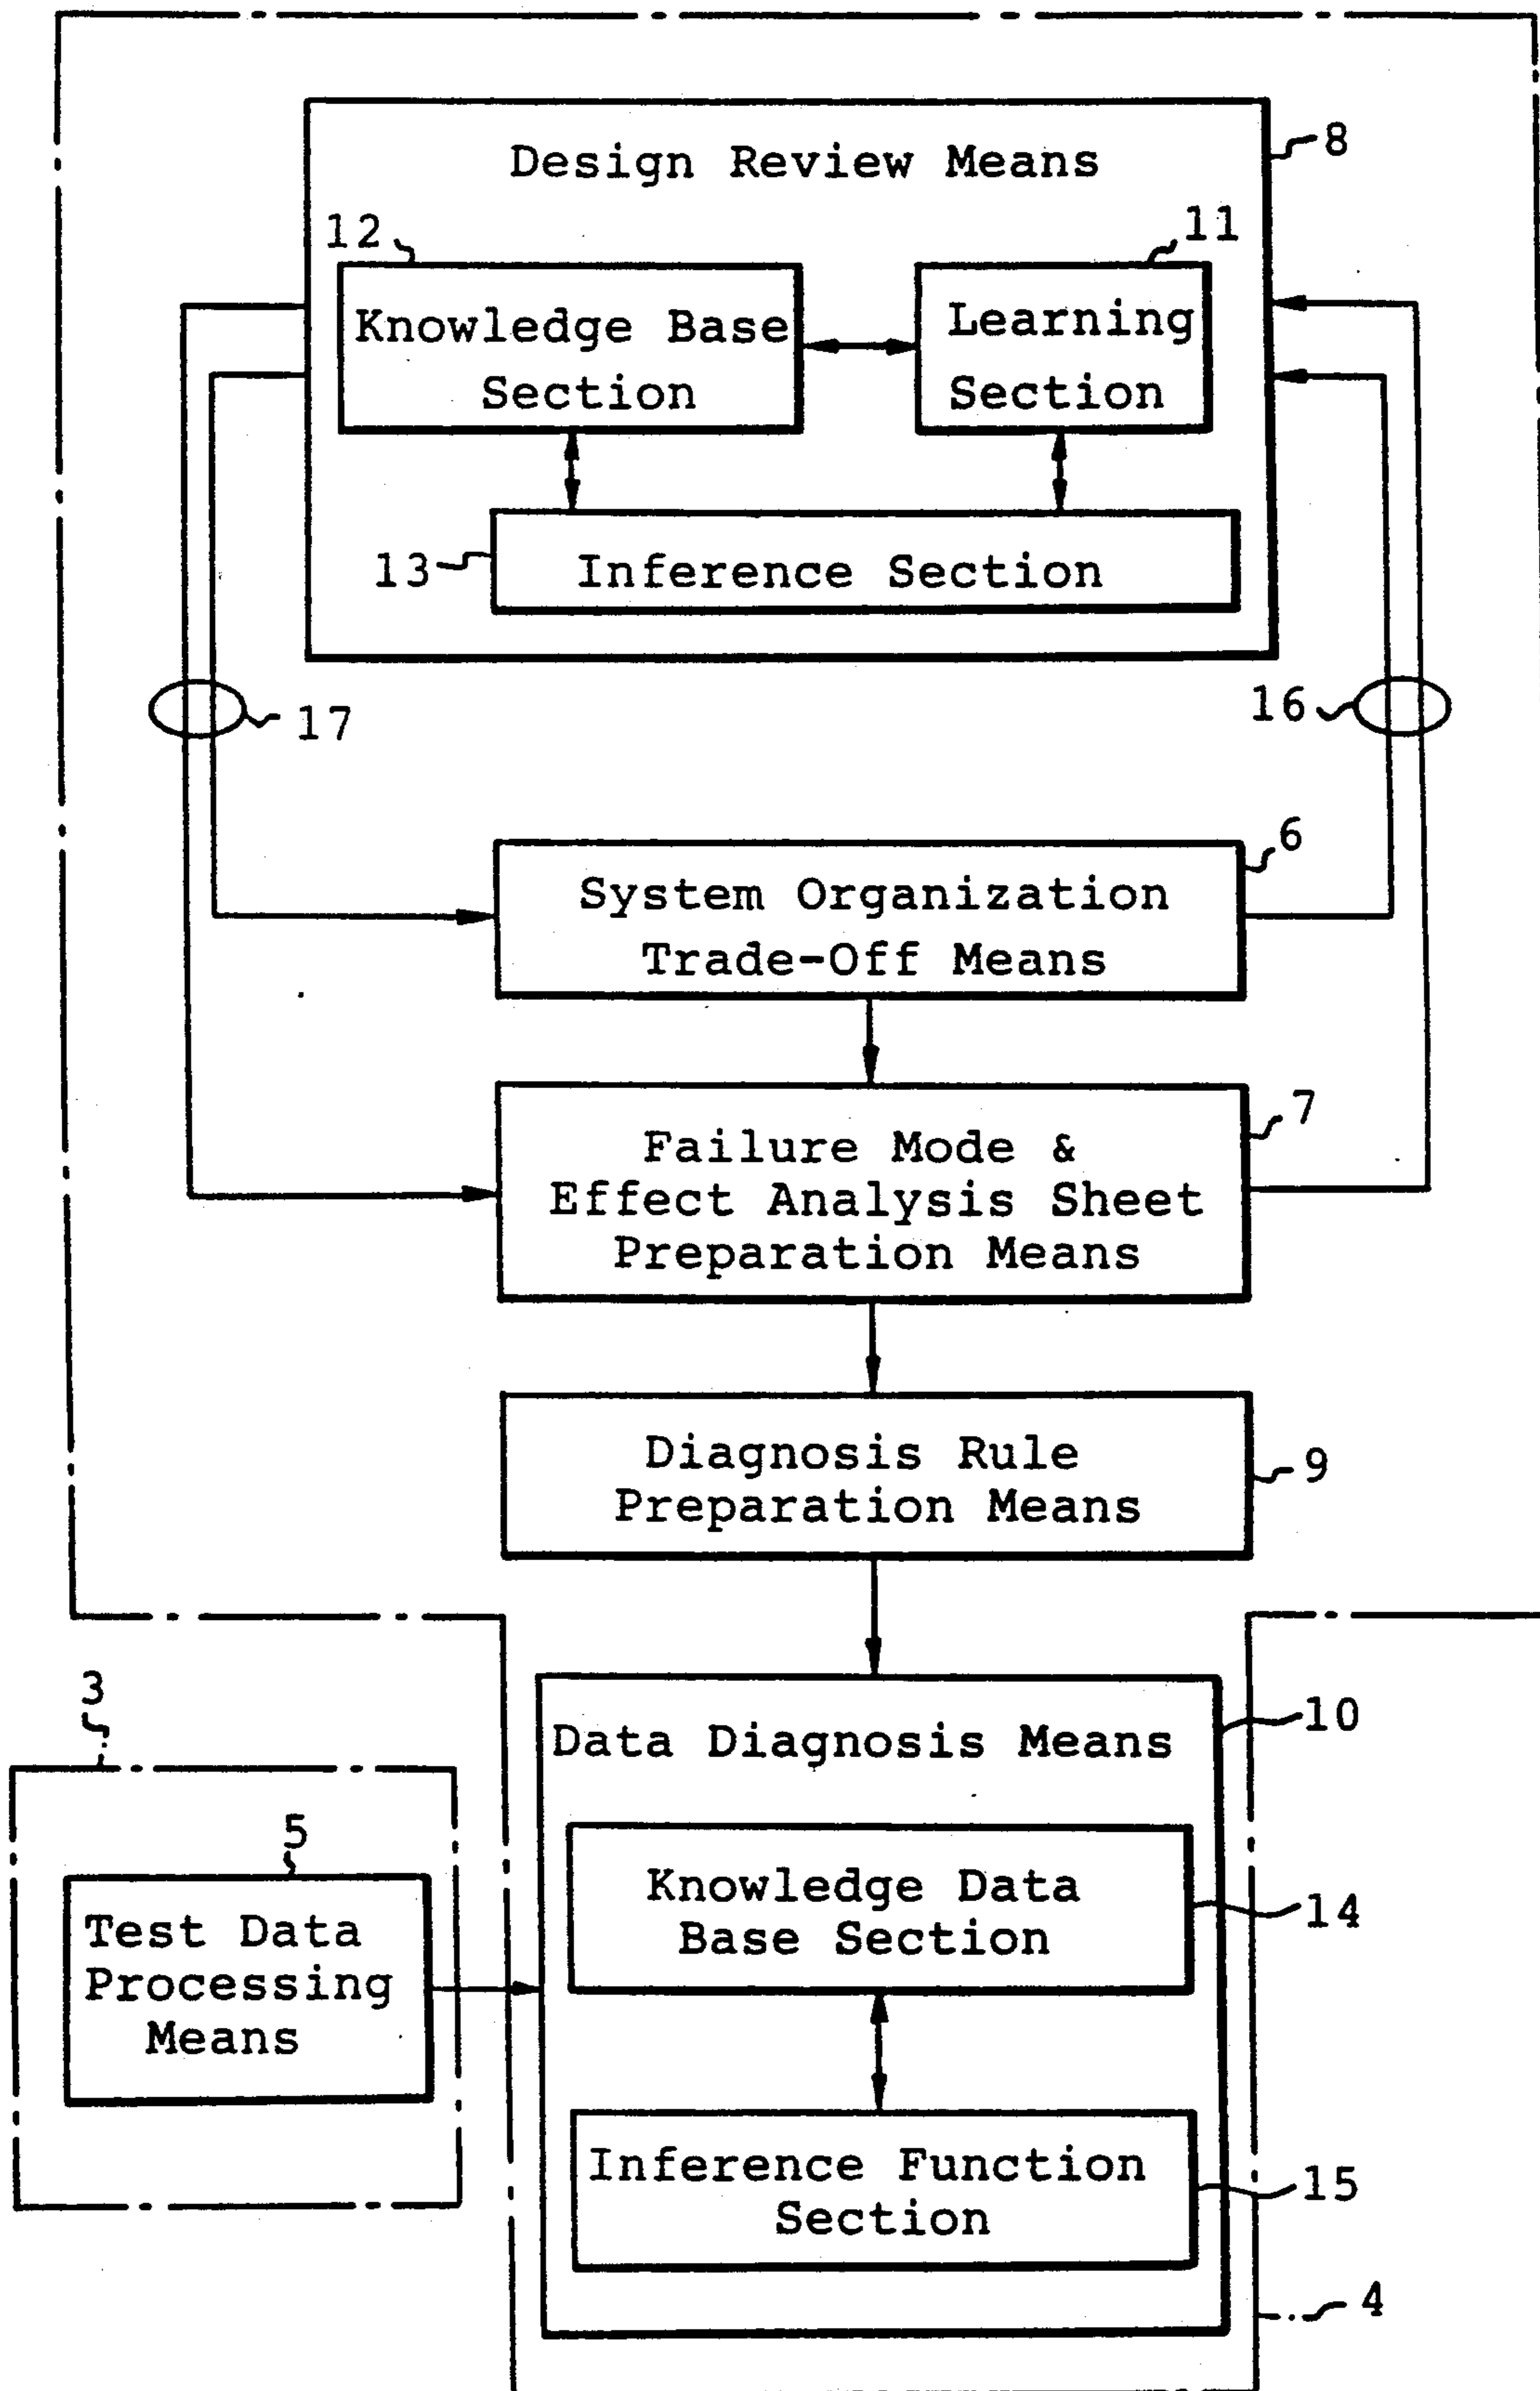 Design Review Means
8
12
11
Knowledge Base
Section
Learning
Section
13
Inference Section
17
16
6
System Organization
Trade-Off Means
7
Failure Mode &
Effect Analysis Sheet
Preparation Means
Diagnosis Rule
Preparation Means
9
3
10
Data Diagnosis Means
5
Test Data
Processing
Means
Knowledge Data
Base Section
14
Inference Function
Section
15
4